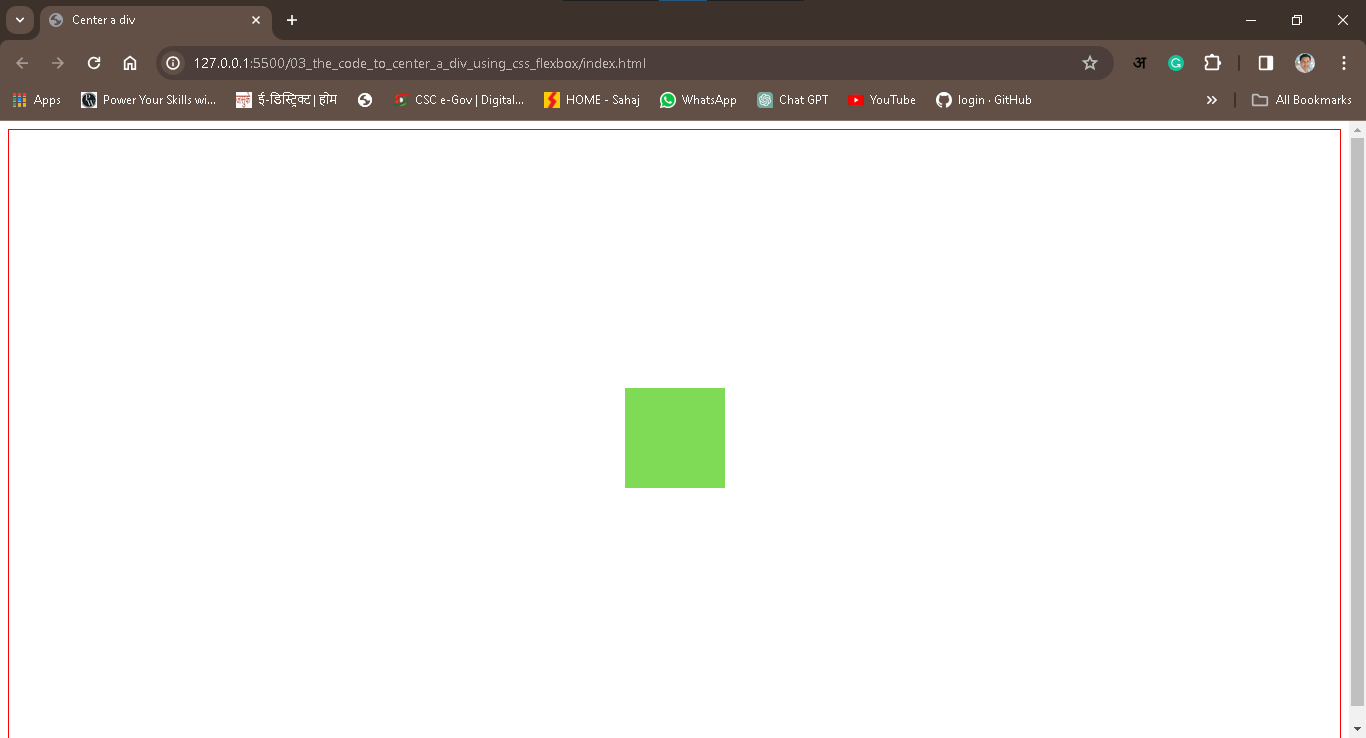 Center a div
127.0.0.1:5500/03_the_code_to_center_a_div_using_css_flexbox/index.html
अ G
Apps Power Your Skills wi... ई-डिस्ट्रिक्ट | होम CSC e-Gov | Digital... HOME - Sahaj WhatsApp Chat GPT YouTube login · GitHub » All Bookmarks